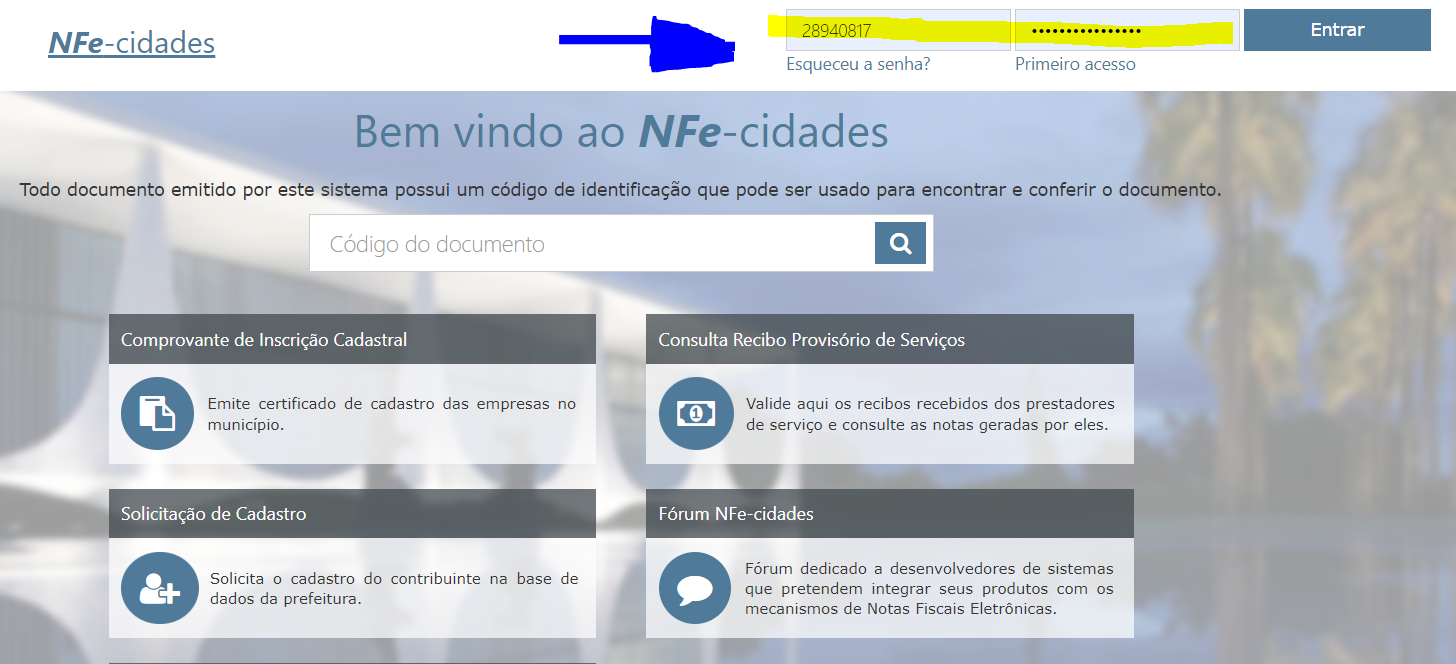 NFe-cidades
28940817
••••••••••••••••
Entrar
Esqueceu a senha?
Primeiro acesso
Bem vindo ao NFe-cidades
Todo documento emitido por este sistema possui um código de identificação que pode ser usado para encontrar e conferir o documento.
Código do documento
Comprovante de Inscrição Cadastral
Emite certificado de cadastro das empresas no
município.
Consulta Recibo Provisório de Serviços
1
Valide aqui os recibos recebidos dos prestadores
de serviço e consulte as notas geradas por eles.
Solicitação de Cadastro
Solicita o cadastro do contribuinte na base de
dados da prefeitura.
Fórum NFe-cidades
Fórum dedicado a desenvolvedores de sistemas
que pretendem integrar seus produtos com os
mecanismos de Notas Fiscais Eletrônicas.